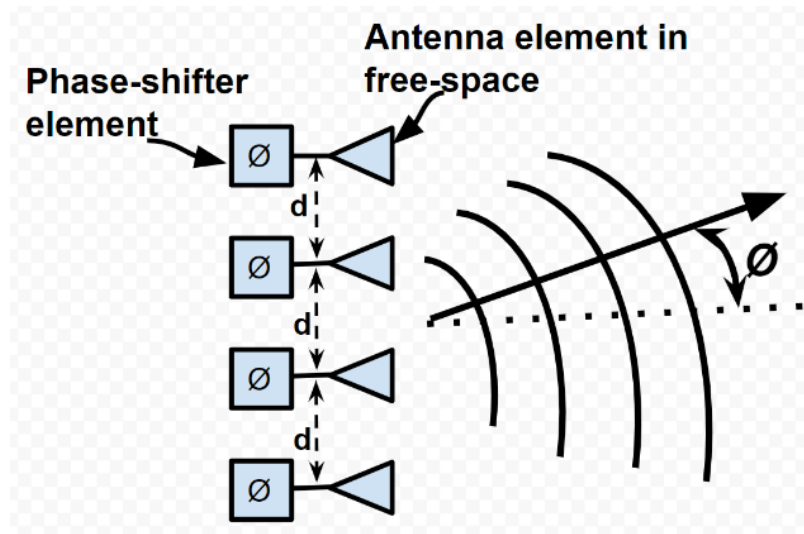 Antenna element in
free-space
Phase-shifter
element
Ø
d
Ø
Ø
d
Ø
d
Ø